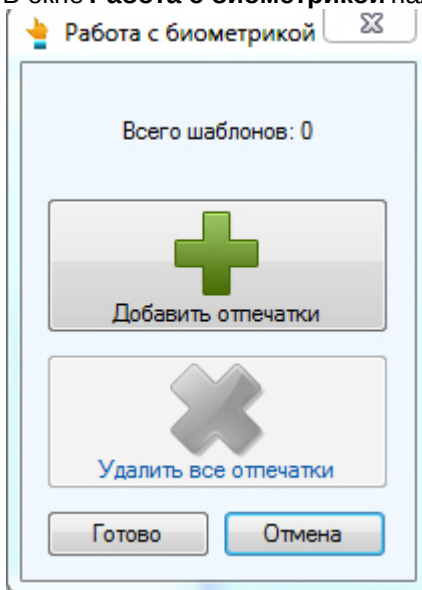 Работа с биометрикой
Всего шаблонов: 0
Добавить отпечатки
Удалить все отпечатки
Готово
Отмена